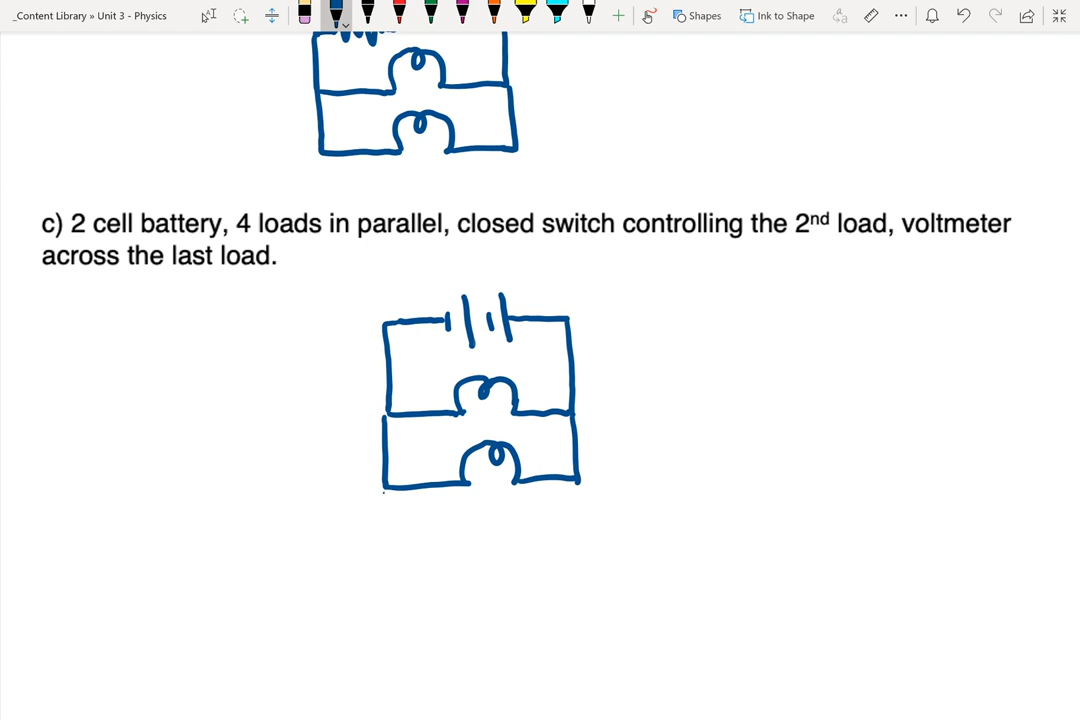 _Content Library » Unit 3 - Physics
Shapes
Ink to Shape
c) 2 cell battery, 4 loads in parallel, closed switch controlling the 2nd load, voltmeter
across the last load.